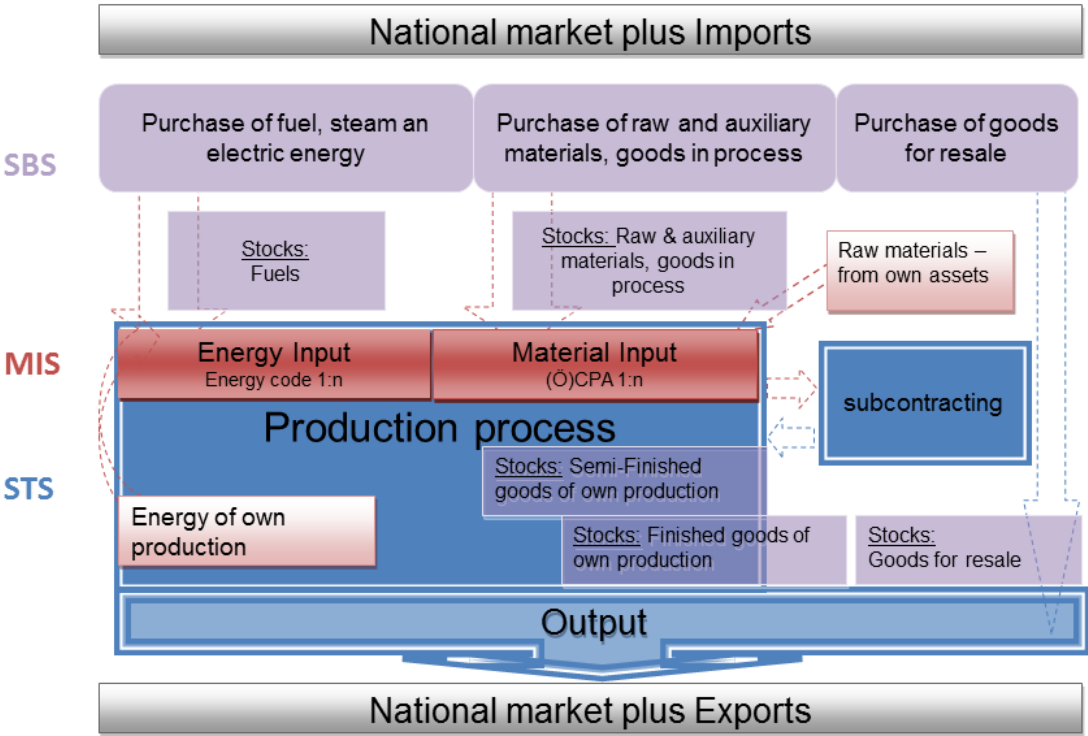 National market plus Imports
SBS
Purchase of fuel, steam an
electric energy
Purchase of raw and auxiliary
materials, goods in process
Purchase of goods
for resale
Stocks:
Fuels
Stocks: Raw & auxiliary
materials, goods in
process
Raw materials –
from own assets
MIS
Energy Input
Energy code 1:n
Material Input
(Ö)CPA 1:n
subcontracting
Production process
STS
Stocks: Semi-Finished
goods of own production
Energy of own
production
Stocks: Finished goods of
own production
Stocks:
Goods for resale
Output
National market plus Exports